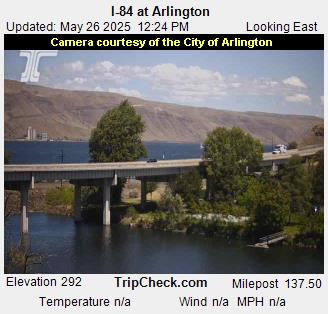 I-84 at Arlington
Updated: May 26 2025 12:24 PM Looking East
Camera courtesy of the City of Arlington
Elevation 292 TripCheck.com Milepost 137.50
Temperature n/a Wind n/a MPH n/a